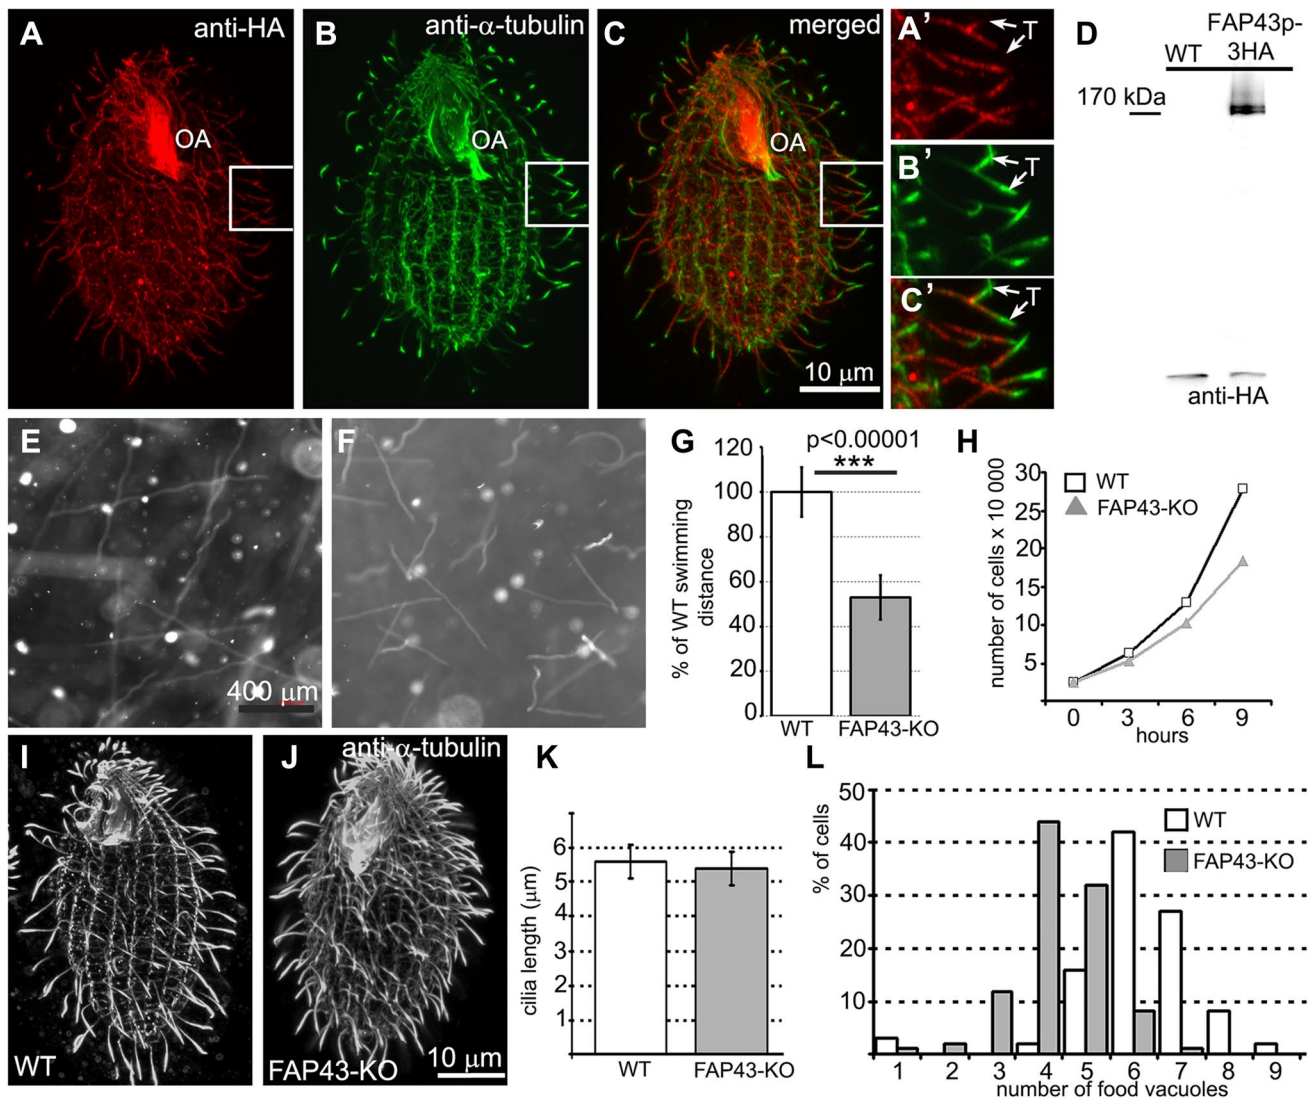 A
anti-HA
OA
B
anti-α-tubulin
OA
C
merged
OA
10 μm
A’
T
B’
T
C’
T
D
FAP43p-
WT
3HA
170 kDa
anti-HA
E
400 μm
F
G
p<0.00001
***
% of WT swimming
distance
120
100
80
60
40
20
0
WT
FAP43-KO
H
WT
FAP43-KO
number of cells x 10 000
30
25
20
15
10
5
0
3
6
9
hours
I
WT
J
anti-α-tubulin
FAP43-KO
10 μm
K
cilia length (μm)
6
5
4
3
2
1
WT
FAP43-KO
L
WT
FAP43-KO
% of cells
50
40
30
20
10
1
2
3
4
5
6
7
8
9
number of food vacuoles